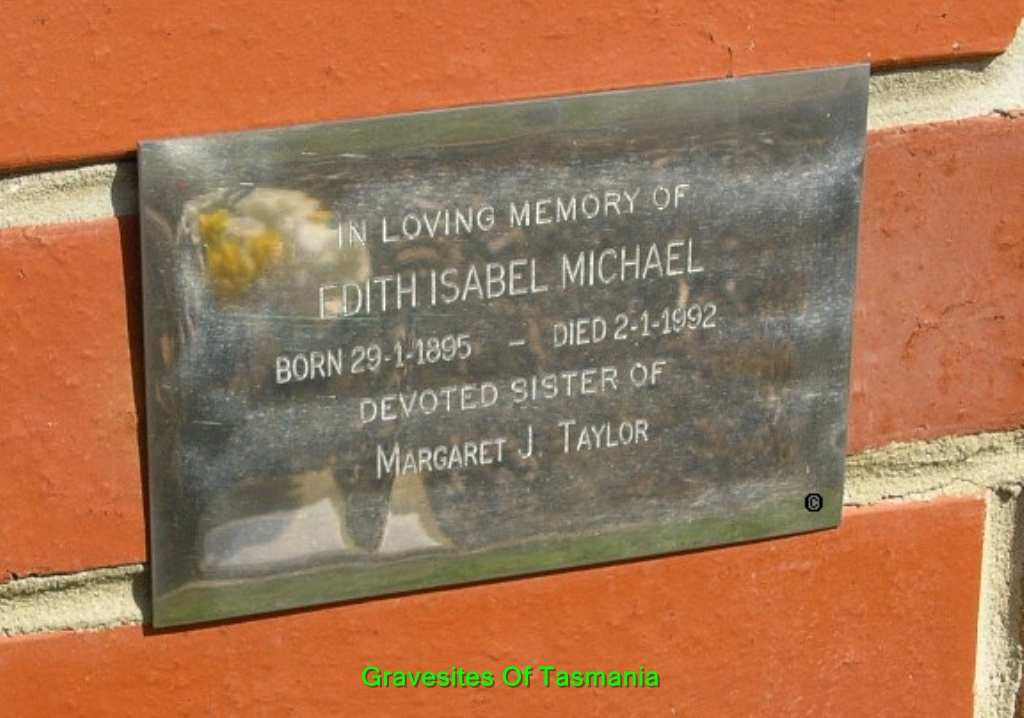 IN LOVING MEMORY OF
EDITH ISABEL MICHAEL
BORN 29-1-1895 - DIED 2-1-1992
DEVOTED SISTER OF
MARGARET J. TAYLOR
©
Gravesites Of Tasmania